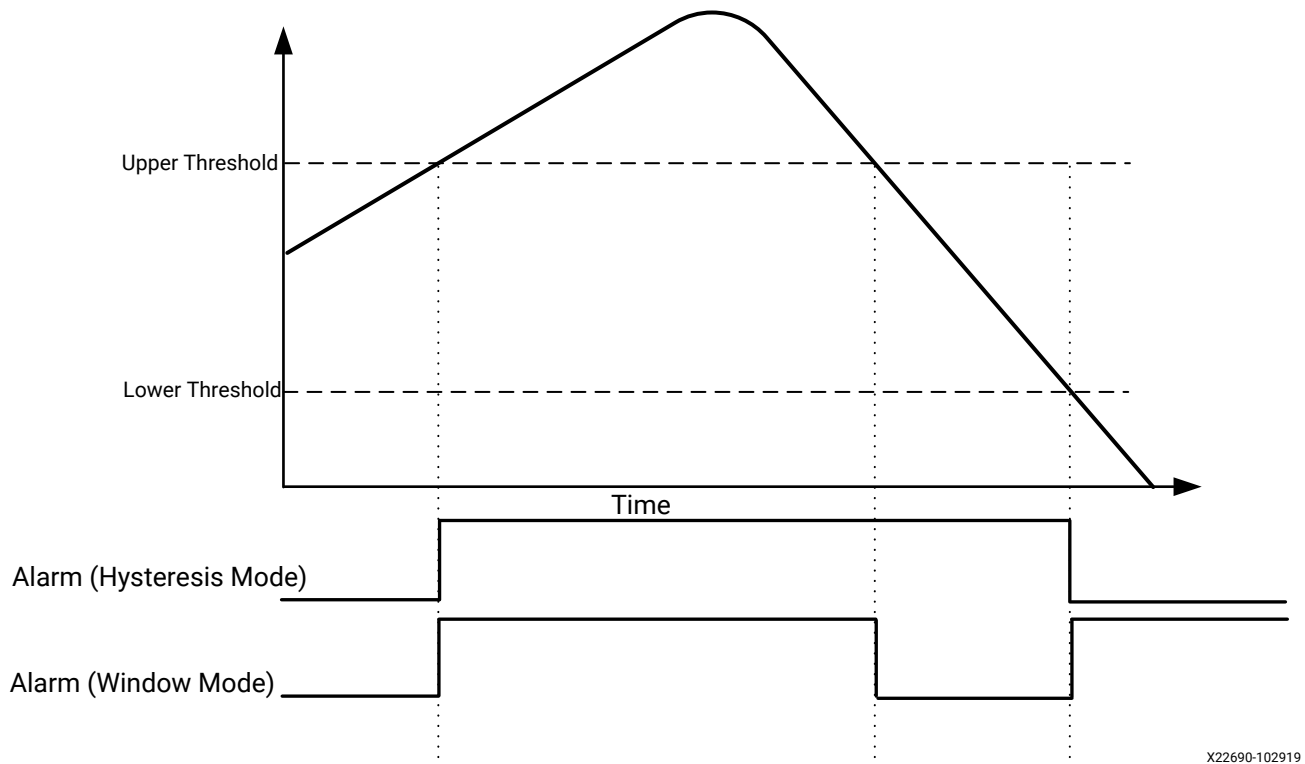 Upper Threshold
Lower Threshold
Time
Alarm (Hysteresis Mode)
Alarm (Window Mode)
X22690-102919